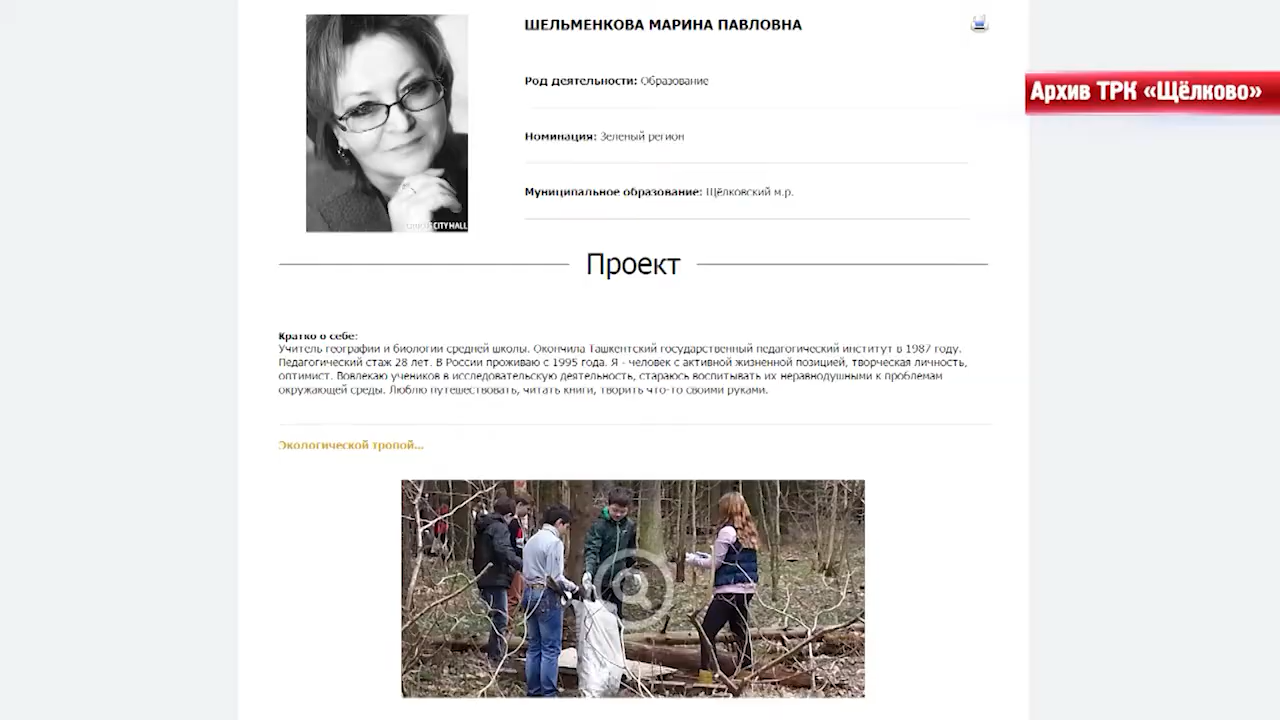 ШЕЛЬМЕНКОВА МАРИНА ПАВЛОВНА
Архив ТРК «Щёлково»
Род деятельности: Образование
Номинация: Зеленый регион
Муниципальное образование: Щёлковский м.р.
CITY HALL
Проект
Кратко о себе:
Учитель географии и биологии средней школы. Окончила Ташкентский государственный педагогический институт в 1987 году.
Педагогический стаж 28 лет. В России проживаю с 1995 года. Я - человек с активной жизненной позицией, творческая личность,
оптимист. Вовлекаю учеников в исследовательскую деятельность, стараюсь воспитывать их неравнодушными к проблемам
окружающей среды. Люблю путешествовать, читать книги, творить что-то своими руками.
Экологической тропой...